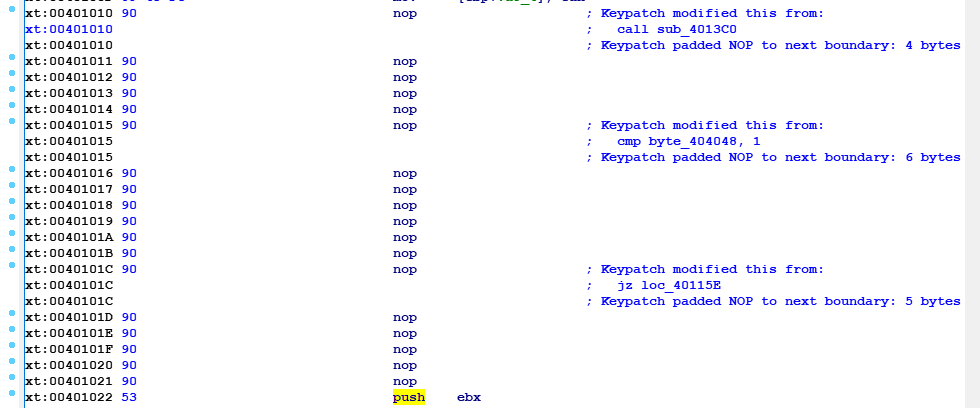 xt:00401010 90 nop ; Keypatch modified this from:
xt:00401010 ; call sub_4013C0
xt:00401010 ; Keypatch padded NOP to next boundary: 4 bytes
xt:00401011 90 nop
xt:00401012 90 nop
xt:00401013 90 nop
xt:00401014 90 nop
xt:00401015 90 nop ; Keypatch modified this from:
xt:00401015 ; cmp byte_404048, 1
xt:00401015 ; Keypatch padded NOP to next boundary: 6 bytes
xt:00401016 90 nop
xt:00401017 90 nop
xt:00401018 90 nop
xt:00401019 90 nop
xt:0040101A 90 nop
xt:0040101B 90 nop
xt:0040101C 90 nop ; Keypatch modified this from:
xt:0040101C ; jz loc_40115E
xt:0040101C ; Keypatch padded NOP to next boundary: 5 bytes
xt:0040101D 90 nop
xt:0040101E 90 nop
xt:0040101F 90 nop
xt:00401020 90 nop
xt:00401021 90 nop
xt:00401022 53 push ebx